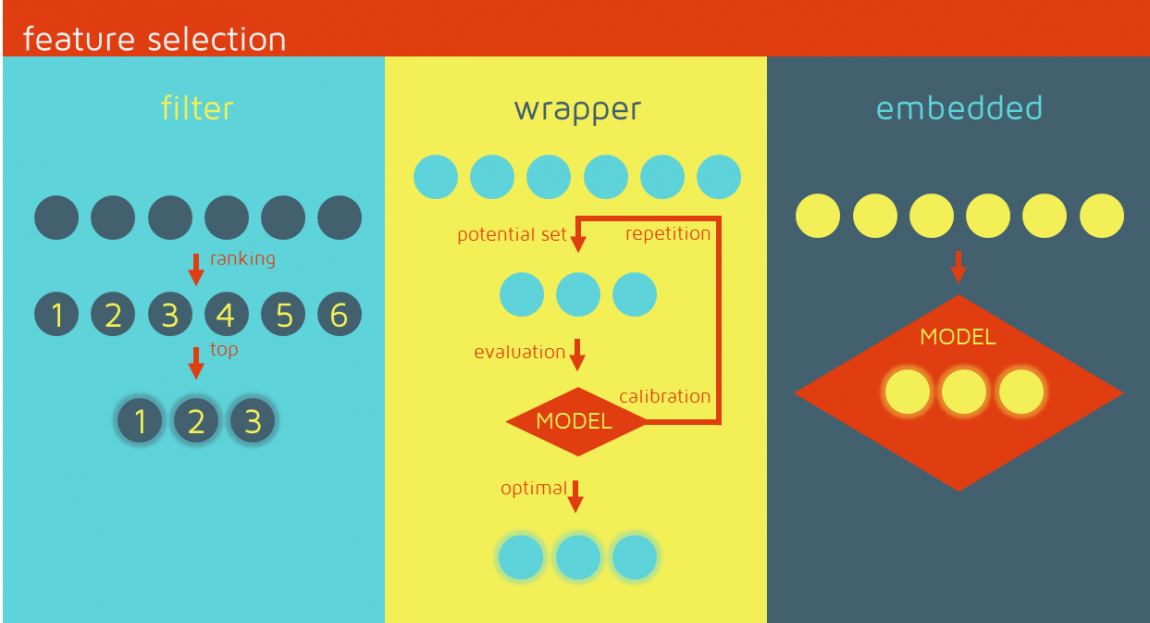 feature selection
filter
ranking
1 2 3 4 5 6
top
1 2 3
wrapper
potential set
repetition
evaluation
calibration
MODEL
optimal
embedded
MODEL